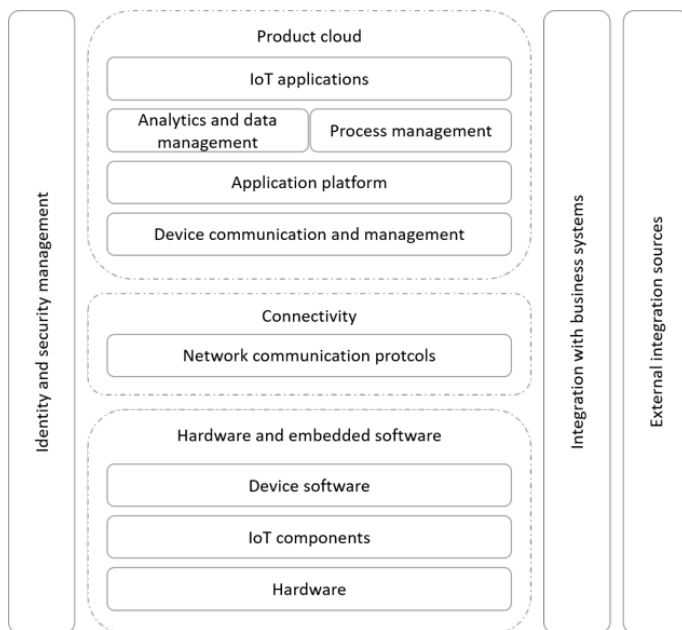 Identity and security management
Product cloud
IoT applications
Analytics and data
management
Process management
Application platform
Device communication and management
Connectivity
Network communication protcols
Hardware and embedded software
Device software
IoT components
Hardware
Integration with business systems
External integration sources